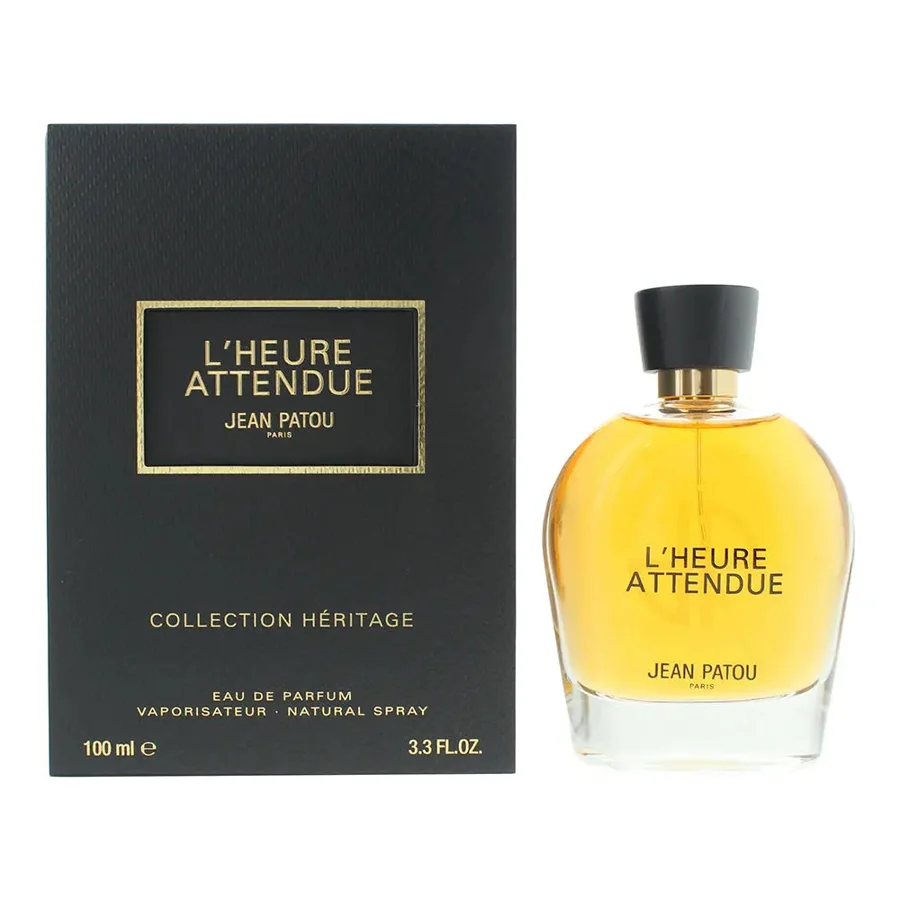 L'HEURE
ATTENDUE
JEAN PATOU
PARIS
COLLECTION HÉRITAGE
EAU DE PARFUM
VAPORISATEUR · NATURAL SPRAY
100 ml ℮
3.3 FL.OZ.
L'HEURE
ATTENDUE
JEAN PATOU
PARIS